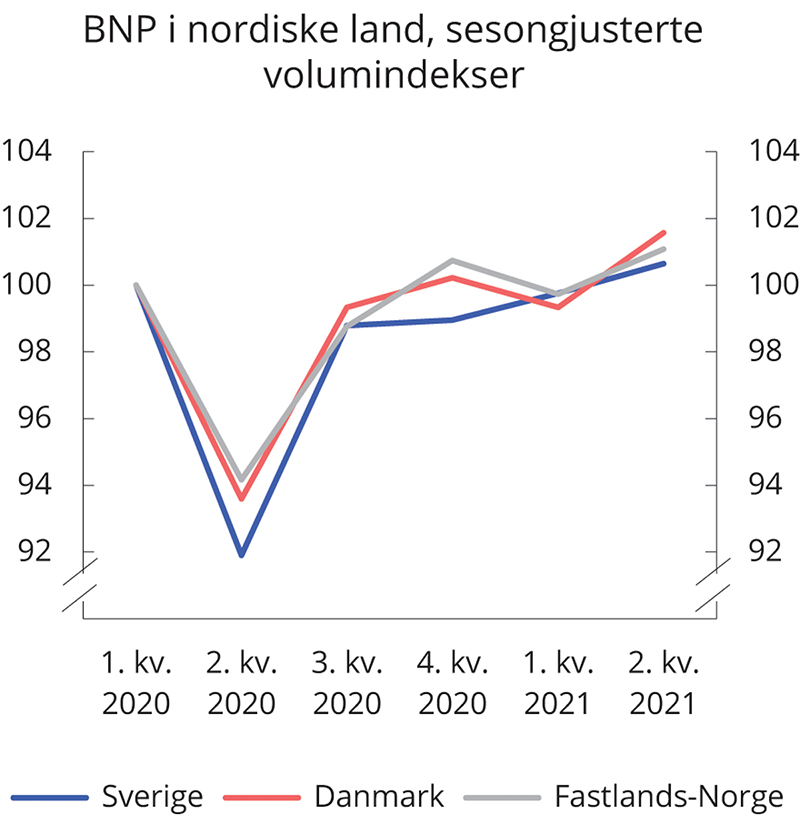 BNP i nordiske land, sesongjusterte
volumindekser
104 104
102 102
100 100
98 98
96 96
94 94
92 92
1. kv. 2. kv. 3. kv. 4. kv. 1. kv. 2. kv.
2020 2020 2020 2020 2021 2021
Sverige Danmark Fastlands-Norge